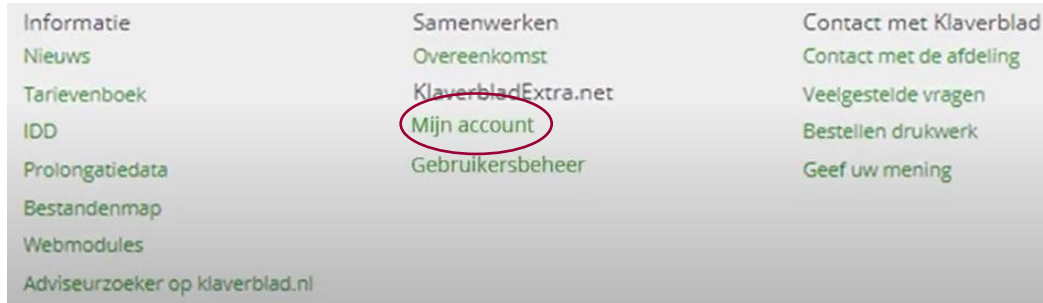 Informatie
Nieuws
Tarievenboek
IDD
Prolongatiedata
Bestandenmap
Webmodules
Adviseurzoeker op klaverblad.nl
Samenwerken
Overeenkomst
KlaverbladExtra.net
Mijn account
Gebruikersbeheer
Contact met Klaverblad
Contact met de afdeling
Veelgestelde vragen
Bestellen drukwerk
Geef uw mening